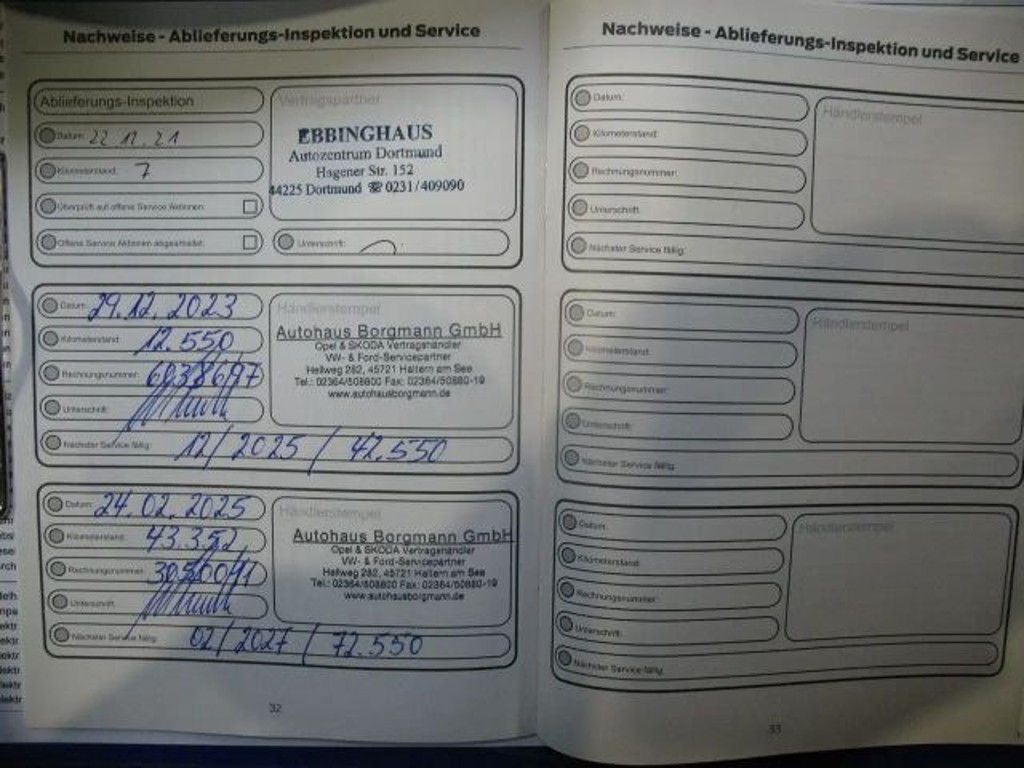 Nachweise - Ablieferungs-Inspektion und Service
Ablieferungs-Inspektion
Datum: 22.12.21
Kilometerstand: 7
Überprüft auf offene Service Aktionen:
Offene Service Aktionen abgearbeitet:
Vertragspartner
EBBINGHAUS
Autozentrum Dortmund
Hagener Str. 152
44225 Dortmund ☎ 0231/409090
Unterschrift:
Datum: 29.12.2023
Kilometerstand: 12.550
Rechnungsnummer:
Unterschrift:
Nächster Service fällig: 12/2025 / 42.550
Händlerstempel
Autohaus Borgmann GmbH
Opel & SKODA Vertragshändler
VW- & Ford-Servicepartner
Hellweg 282, 45721 Haltern am See
Tel.: 02364/508800 Fax: 02364/50880-19
www.autohausborgmann.de
Datum: 24.02.2025
Kilometerstand: 43.352
Rechnungsnummer:
Unterschrift:
Nächster Service fällig: 02/2027 / 72.550
Händlerstempel
Autohaus Borgmann GmbH
Opel & SKODA Vertragshändler
VW- & Ford-Servicepartner
Hellweg 282, 45721 Haltern am See
Tel.: 02364/508800 Fax: 02364/50880-19
www.autohausborgmann.de
32
Nachweise - Ablieferungs-Inspektion und Service
Datum:
Kilometerstand:
Rechnungsnummer:
Unterschrift:
Nächster Service fällig:
Händlerstempel
Datum:
Kilometerstand:
Rechnungsnummer:
Unterschrift:
Nächster Service fällig:
Händlerstempel
Datum:
Kilometerstand:
Rechnungsnummer:
Unterschrift:
Nächster Service fällig:
Händlerstempel
33